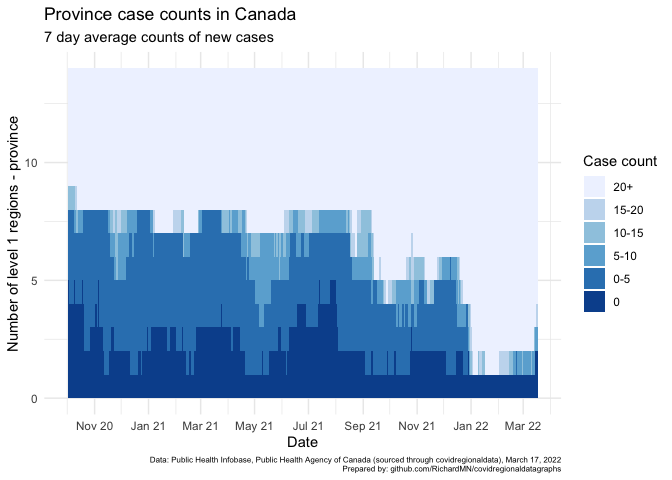 Province case counts in Canada
7 day average counts of new cases
Number of level 1 regions - province
10
5
0
Nov 20 Jan 21 Mar 21 May 21 Jul 21 Sep 21 Nov 21 Jan 22 Mar 22
Date
Case count
20+
15-20
10-15
5-10
0-5
0
Data: Public Health Infobase, Public Health Agency of Canada (sourced through covidregionaldata), March 17, 2022
Prepared by: github.com/RichardMN/covidregionaldatagraphs